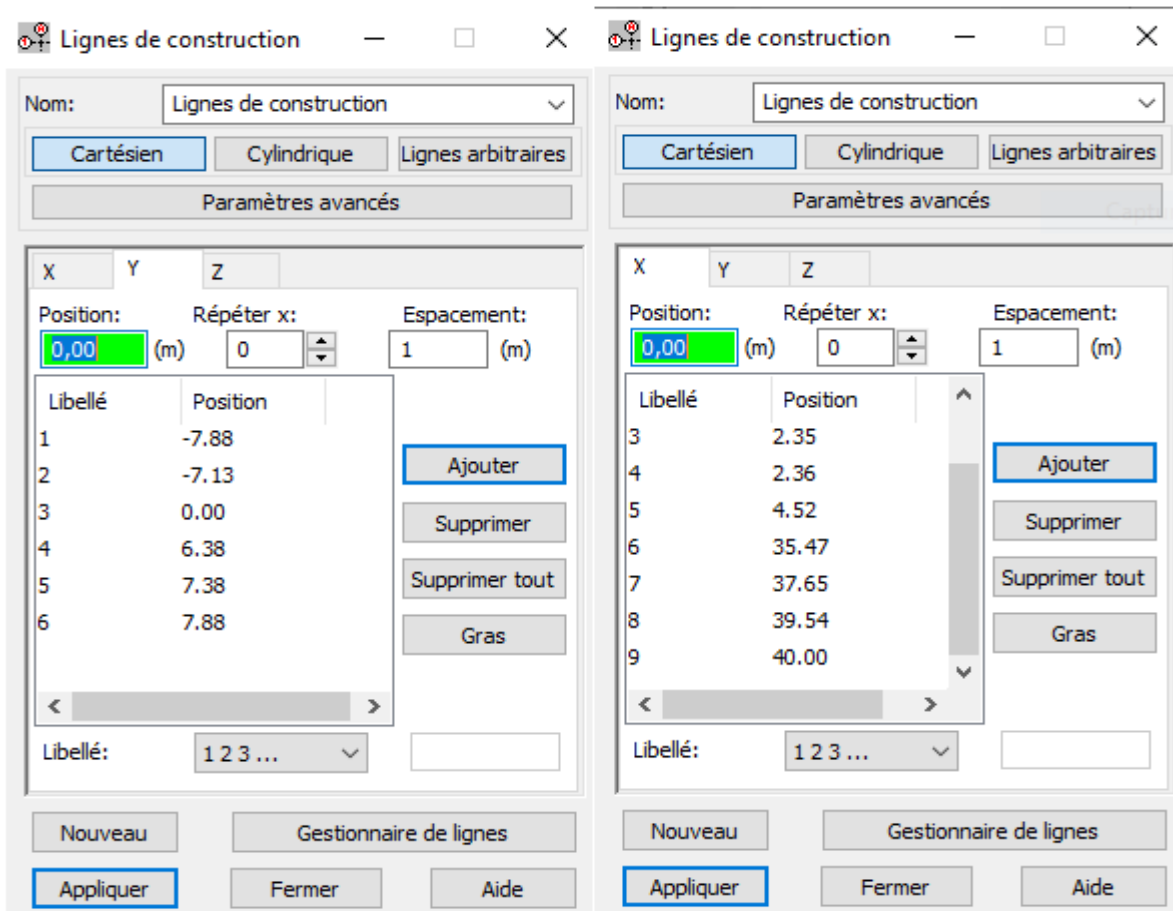 Lignes de construction
Nom: Lignes de construction
Cartésien Cylindrique Lignes arbitraires
Paramètres avancés
X Y Z
Position: Répéter x: Espacement:
0,00 (m) 0 1 (m)
Libellé Position
1 -7.88
2 -7.13
3 0.00
4 6.38
5 7.38
6 7.88
Ajouter
Supprimer
Supprimer tout
Gras
Libellé: 1 2 3 ...
Nouveau Gestionnaire de lignes
Appliquer Fermer Aide
Lignes de construction
Nom: Lignes de construction
Cartésien Cylindrique Lignes arbitraires
Paramètres avancés
X Y Z
Position: Répéter x: Espacement:
0,00 (m) 0 1 (m)
Libellé Position
3 2.35
4 2.36
5 4.52
6 35.47
7 37.65
8 39.54
9 40.00
Ajouter
Supprimer
Supprimer tout
Gras
Libellé: 1 2 3 ...
Nouveau Gestionnaire de lignes
Appliquer Fermer Aide